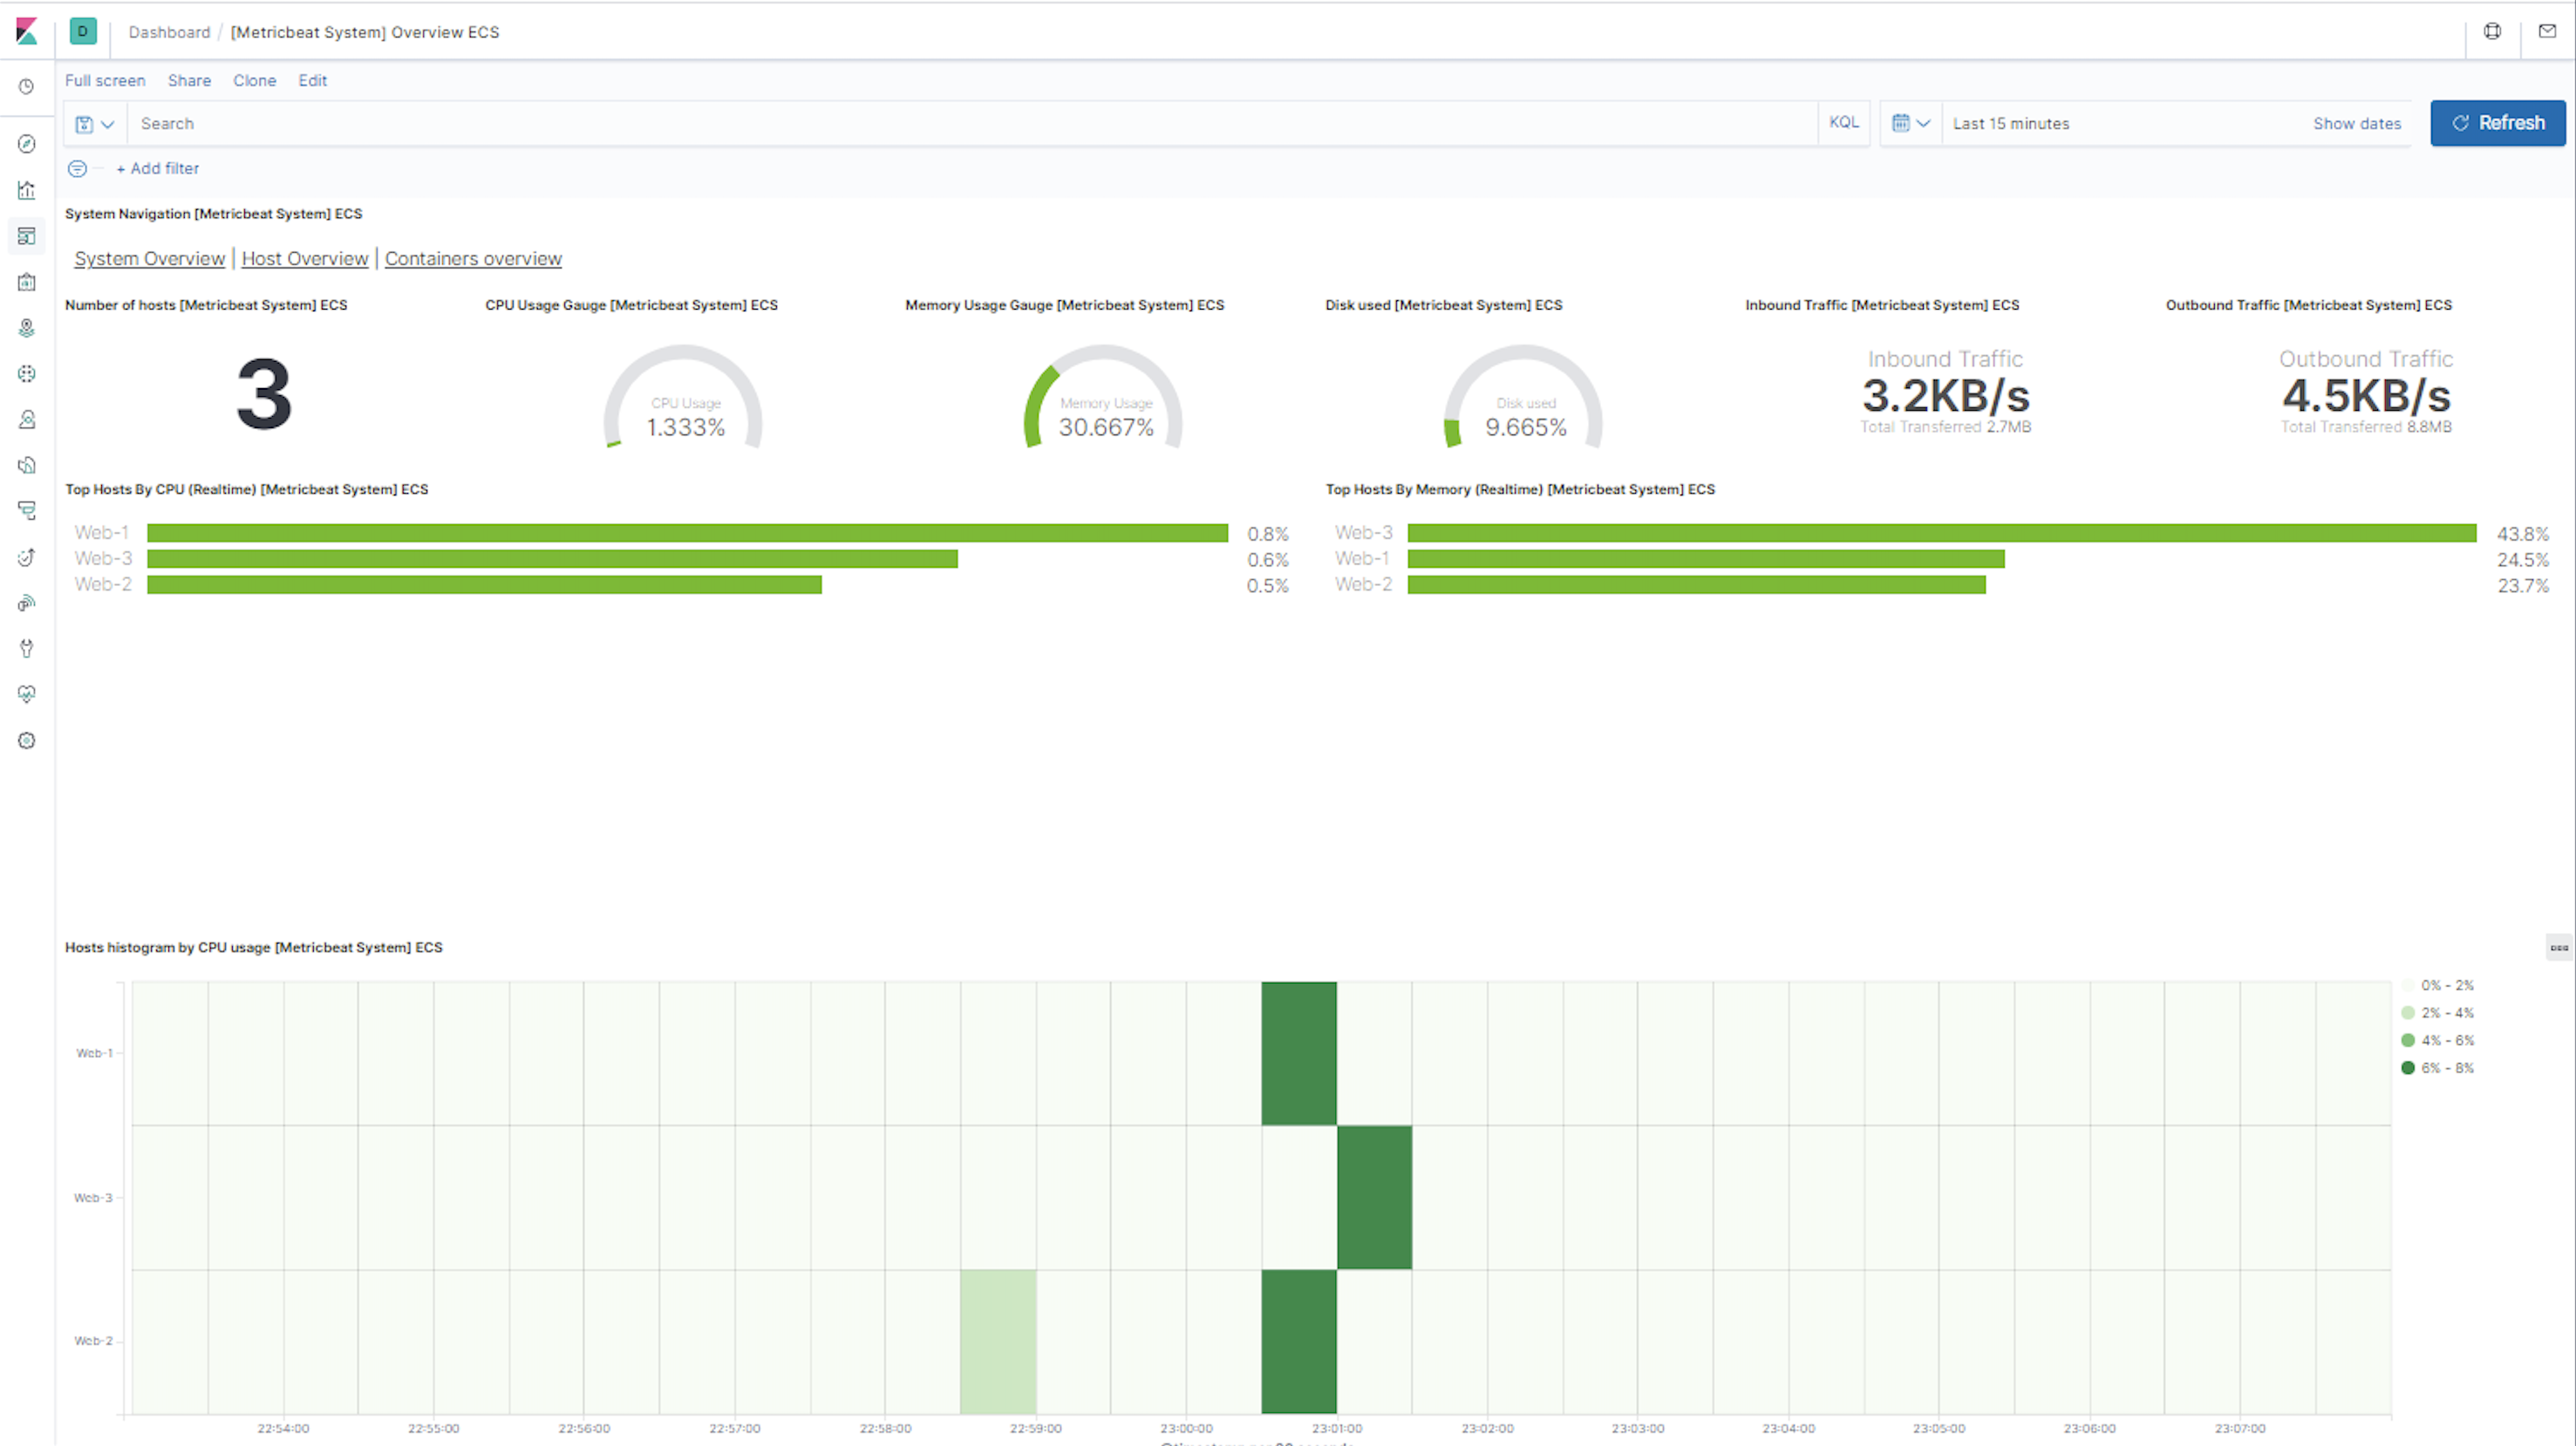 D Dashboard / [Metricbeat System] Overview ECS
Full screen Share Clone Edit
Search KQL Last 15 minutes Show dates Refresh
+ Add filter
System Navigation [Metricbeat System] ECS
System Overview | Host Overview | Containers overview
Number of hosts [Metricbeat System] ECS
3
CPU Usage Gauge [Metricbeat System] ECS
CPU Usage
1.333%
Memory Usage Gauge [Metricbeat System] ECS
Memory Usage
30.667%
Disk used [Metricbeat System] ECS
Disk used
9.665%
Inbound Traffic [Metricbeat System] ECS
Inbound Traffic
3.2KB/s
Total Transferred 2.7MB
Outbound Traffic [Metricbeat System] ECS
Outbound Traffic
4.5KB/s
Total Transferred 8.8MB
Top Hosts By CPU (Realtime) [Metricbeat System] ECS
Web-1 0.8%
Web-3 0.6%
Web-2 0.5%
Top Hosts By Memory (Realtime) [Metricbeat System] ECS
Web-3 43.8%
Web-1 24.5%
Web-2 23.7%
Hosts histogram by CPU usage [Metricbeat System] ECS
0% - 2%
2% - 4%
4% - 6%
6% - 8%
Web-1
Web-3
Web-2
22:54:00 22:55:00 22:56:00 22:57:00 22:58:00 22:59:00 23:00:00 23:01:00 23:02:00 23:03:00 23:04:00 23:05:00 23:06:00 23:07:00